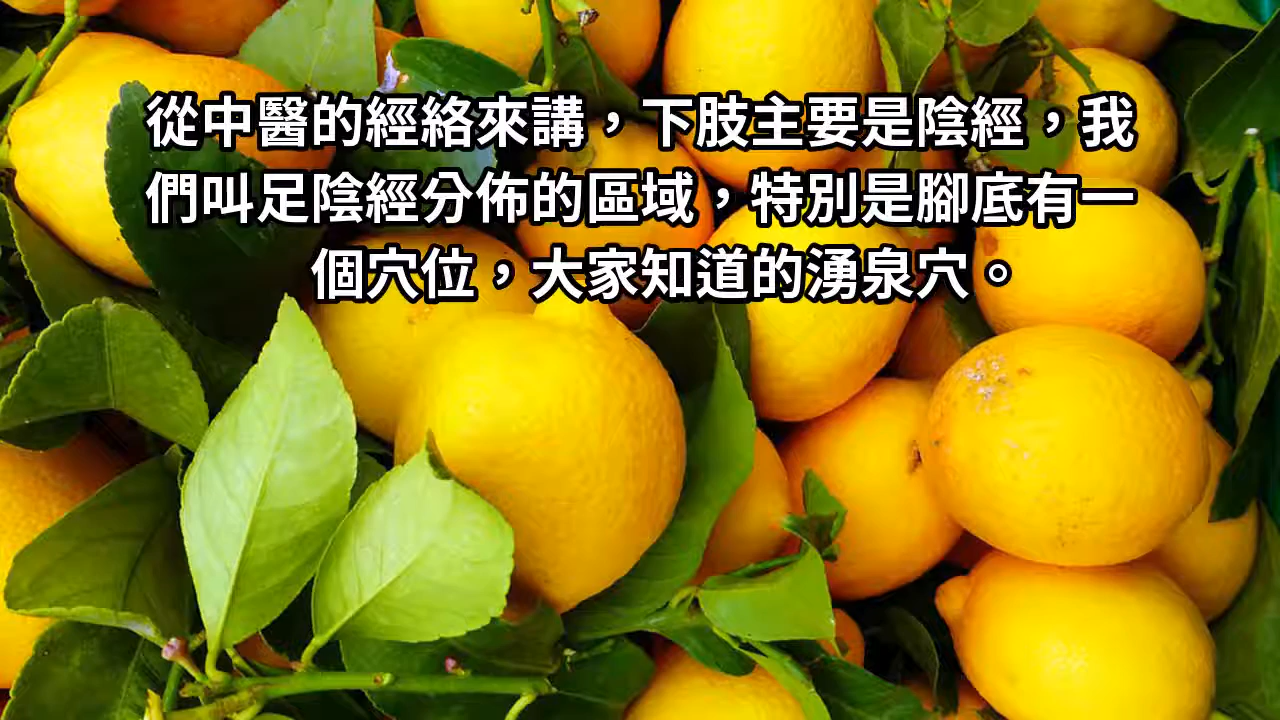 從中醫的經絡來講，下肢主要是陰經，我
們叫足陰經分佈的區域，特別是腳底有一
個穴位，大家知道的湧泉穴。